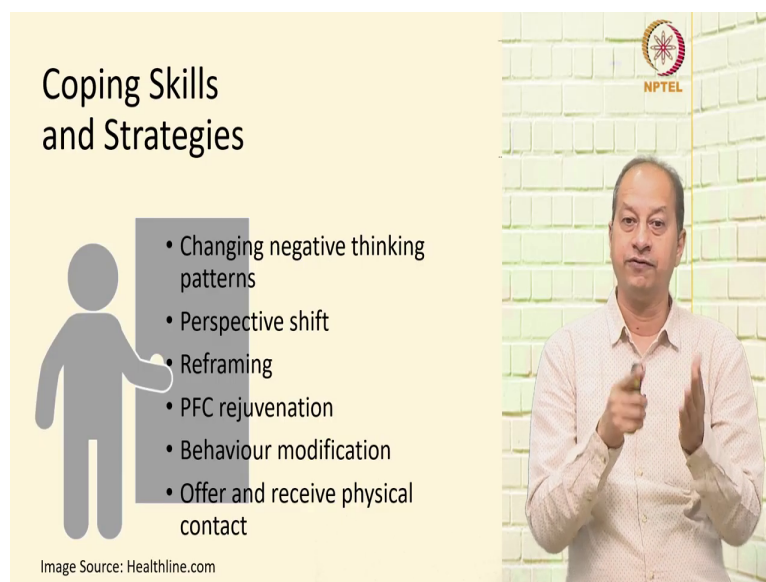 Coping Skills
and Strategies
NPTEL
• Changing negative thinking
patterns
• Perspective shift
• Reframing
• PFC rejuvenation
• Behaviour modification
• Offer and receive physical
contact
Image Source: Healthline.com